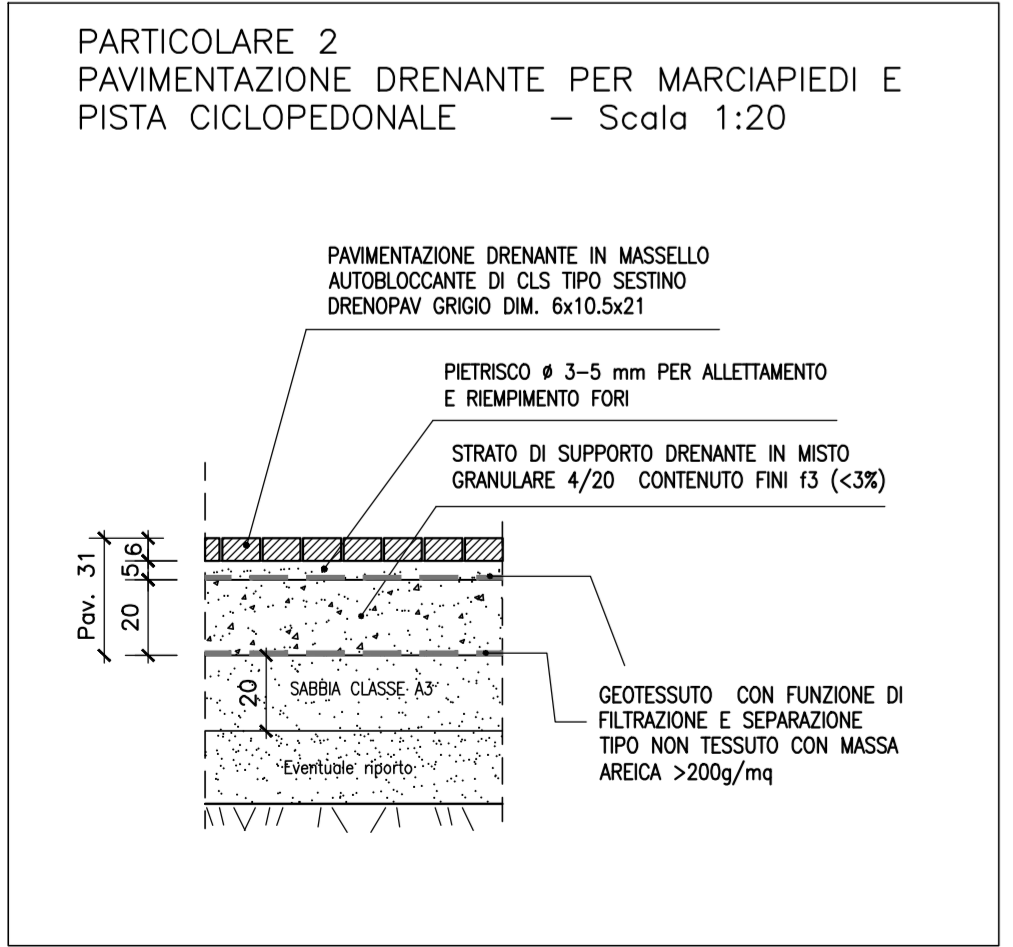 PARTICOLARE 2
PAVIMENTAZIONE DRENANTE PER MARCIAPIEDI E
PISTA CICLOPEDONALE – Scala 1:20
PAVIMENTAZIONE DRENANTE IN MASSELLO
AUTOBLOCCANTE DI CLS TIPO SESTINO
DRENOPAV GRIGIO DIM. 6x10.5x21
PIETRISCO ø 3–5 mm PER ALLETTAMENTO
E RIEMPIMENTO FORI
STRATO DI SUPPORTO DRENANTE IN MISTO
GRANULARE 4/20 CONTENUTO FINI f3 (<3%)
Pav. 31
6
5
20
20
SABBIA CLASSE A3
Eventuale riporto
GEOTESSUTO CON FUNZIONE DI
FILTRAZIONE E SEPARAZIONE
TIPO NON TESSUTO CON MASSA
AREICA >200g/mq